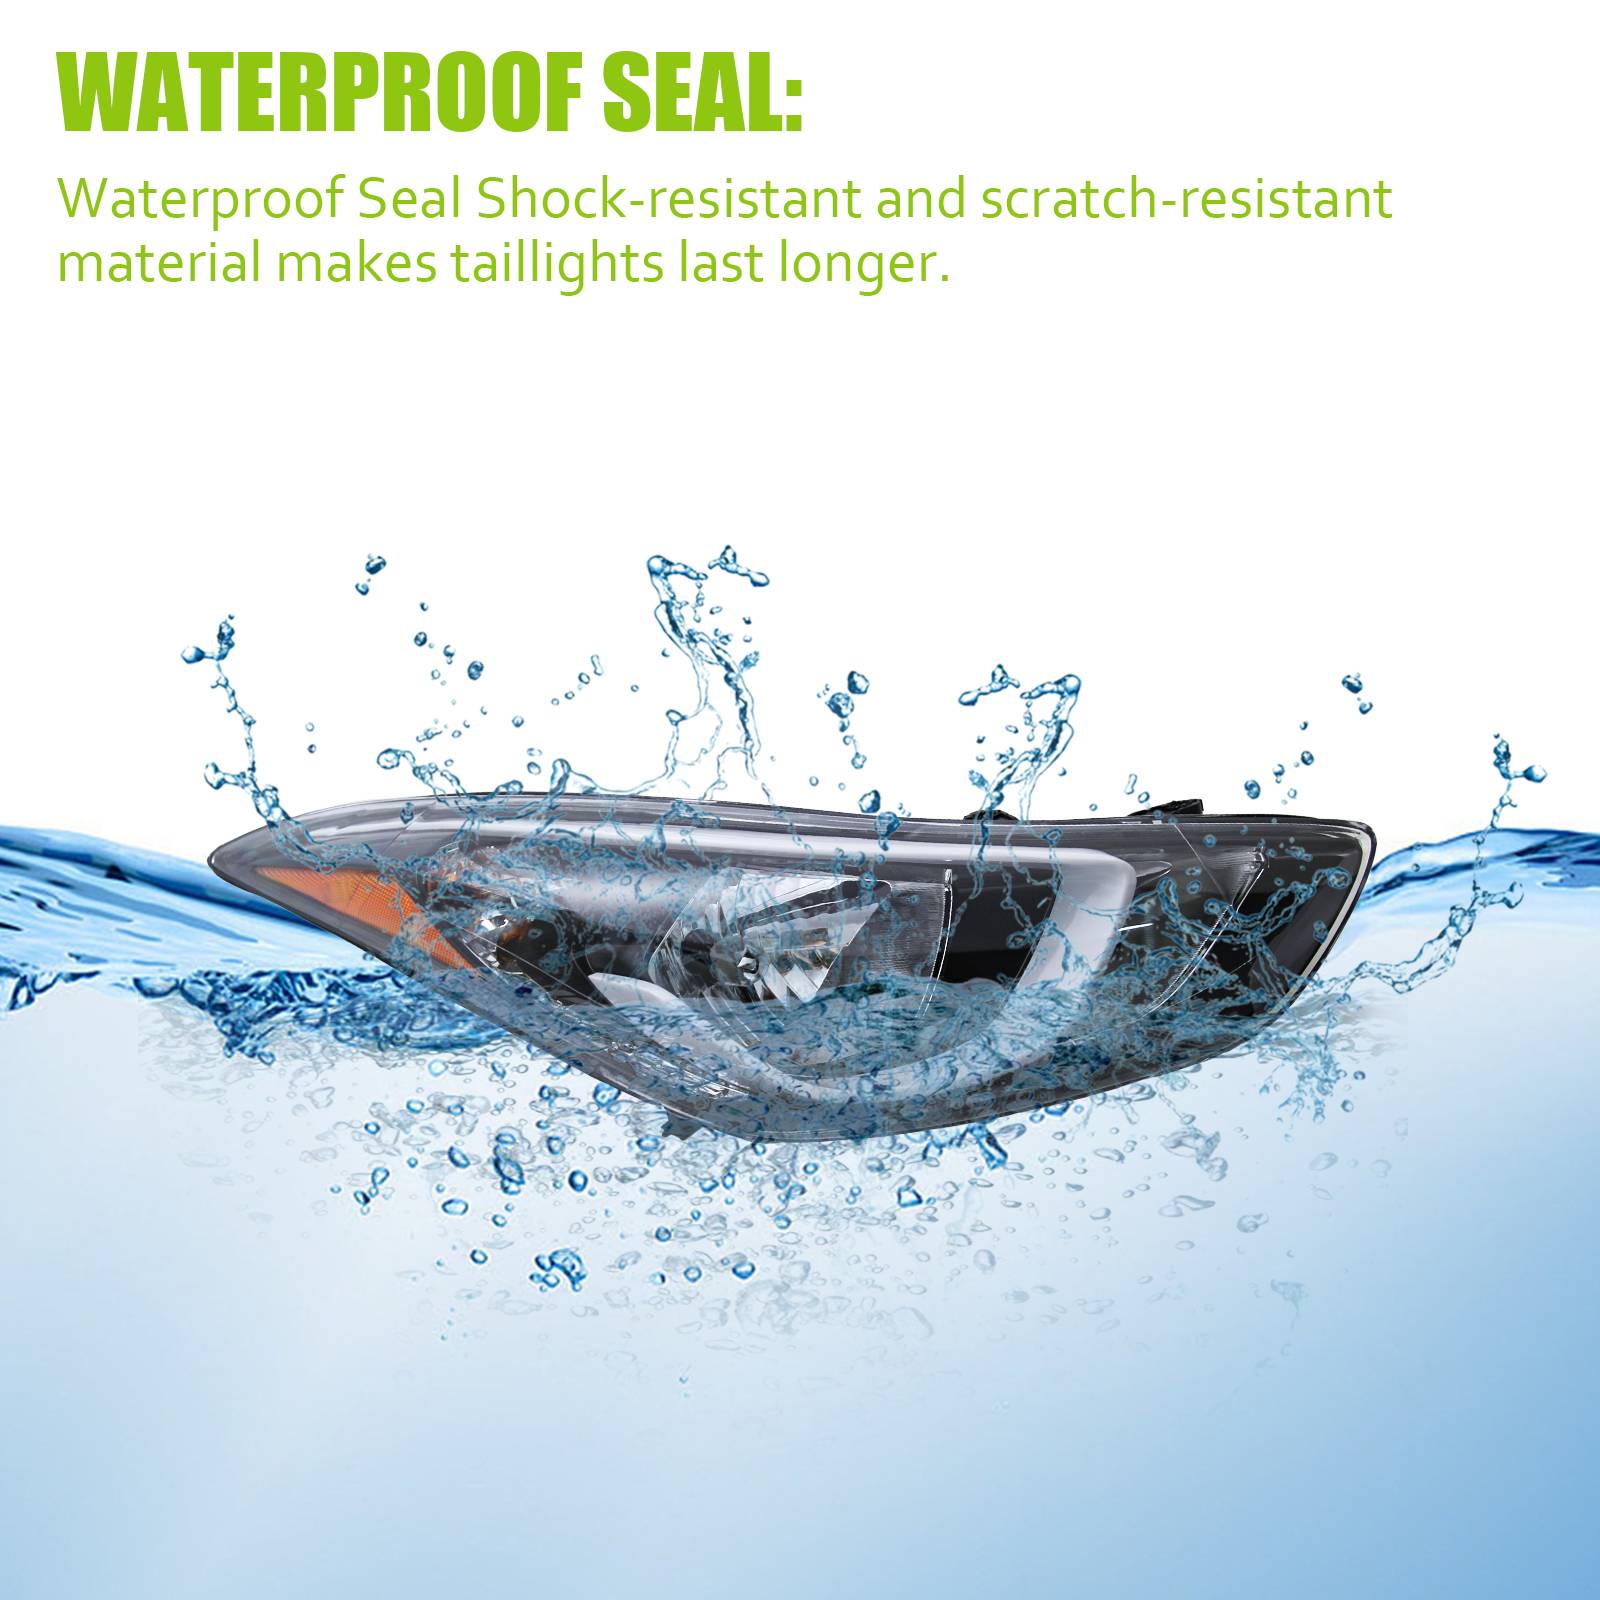 WATERPROOF SEAL:
Waterproof Seal Shock-resistant and scratch-resistant
material makes taillights last longer.